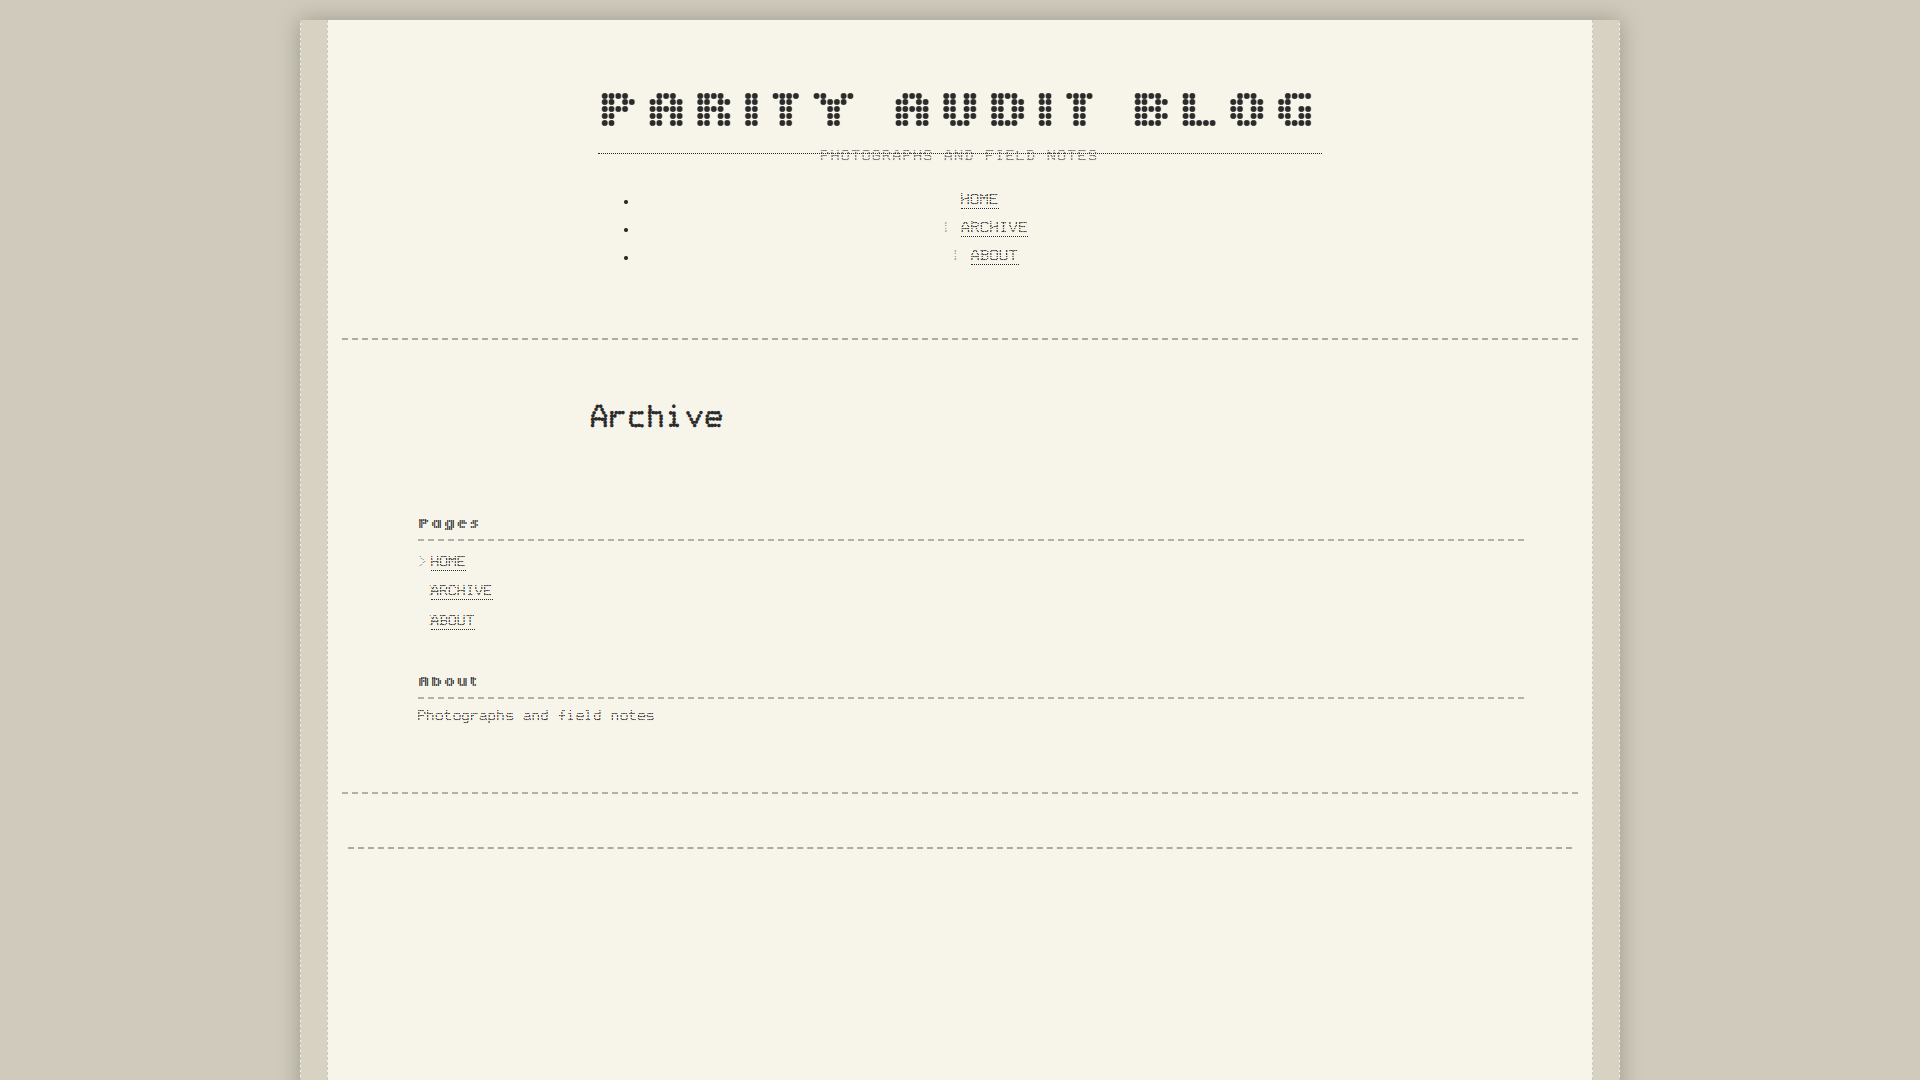 PARITY AUDIT BLOG
PHOTOGRAPHS AND FIELD NOTES
HOME
| ARCHIVE
| ABOUT
Archive
Pages
> HOME
ARCHIVE
ABOUT
About
Photographs and field notes